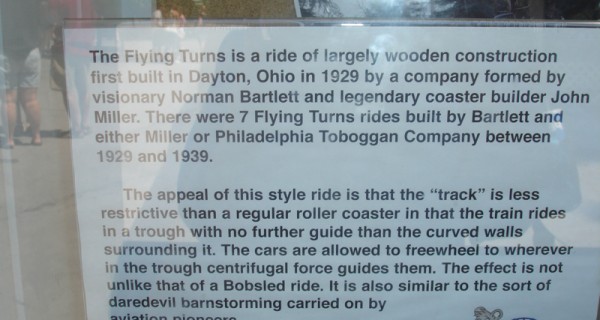 The Flying Turns is a ride of largely wooden construction
first built in Dayton, Ohio in 1929 by a company formed by
visionary Norman Bartlett and legendary coaster builder John
Miller. There were 7 Flying Turns rides built by Bartlett and
either Miller or Philadelphia Toboggan Company between
1929 and 1939.
The appeal of this style ride is that the “track” is less
restrictive than a regular roller coaster in that the train rides
in a trough with no further guide than the curved walls
surrounding it. The cars are allowed to freewheel to wherever
in the trough centrifugal force guides them. The effect is not
unlike that of a Bobsled ride. It is also similar to the sort of
daredevil barnstorming carried on by
aviation pioneers